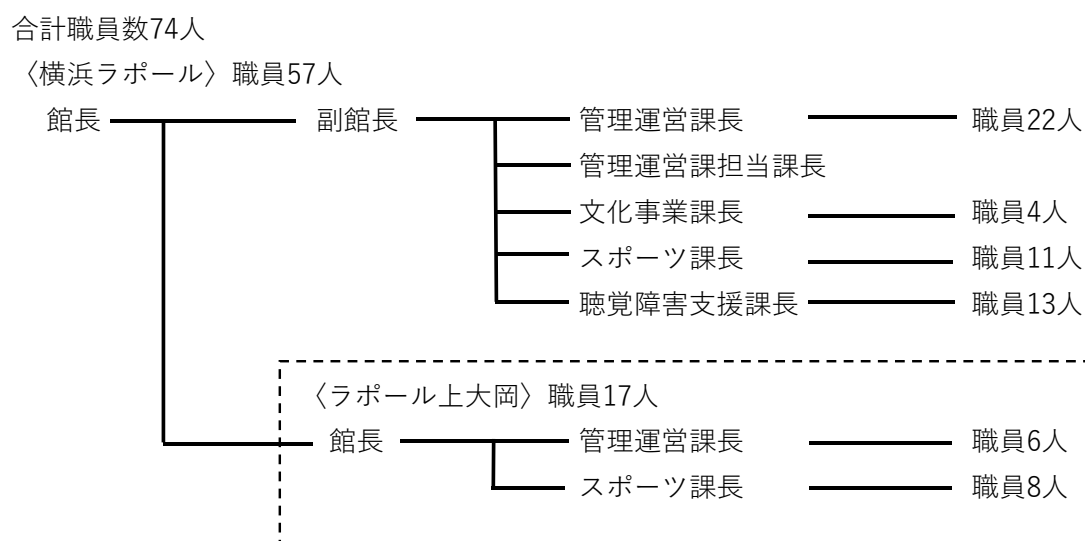 合計職員数74人
〈横浜ラポール〉職員57人
館長 副館長 管理運営課長 職員22人
管理運営課担当課長
文化事業課長 職員4人
スポーツ課長 職員11人
聴覚障害支援課長 職員13人
〈ラポール上大岡〉職員17人
館長 管理運営課長 職員6人
スポーツ課長 職員8人